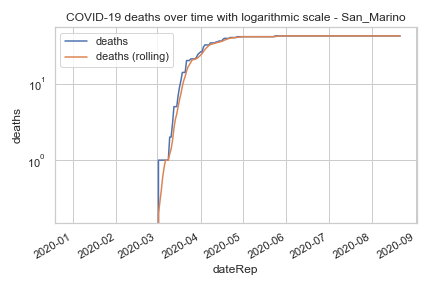 COVID-19 deaths over time with logarithmic scale - San_Marino
deaths
deaths (rolling)
10¹
10⁰
deaths
2020-01
2020-02
2020-03
2020-04
2020-05
2020-06
2020-07
2020-08
2020-09
dateRep